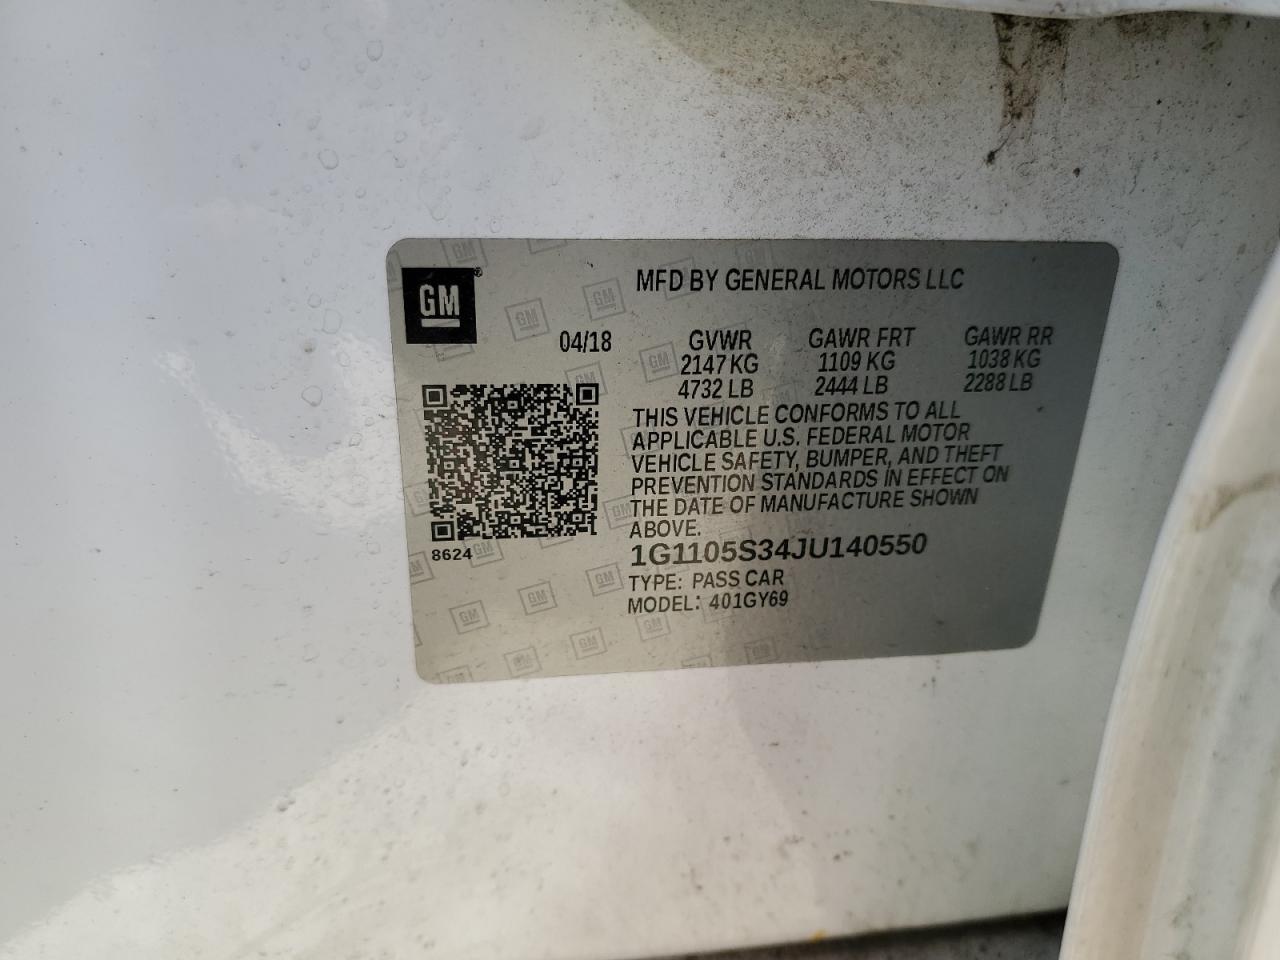 GM®
MFD BY GENERAL MOTORS LLC
04/18 GVWR GAWR FRT GAWR RR
2147 KG 1109 KG 1038 KG
4732 LB 2444 LB 2288 LB
THIS VEHICLE CONFORMS TO ALL
APPLICABLE U.S. FEDERAL MOTOR
VEHICLE SAFETY, BUMPER, AND THEFT
PREVENTION STANDARDS IN EFFECT ON
THE DATE OF MANUFACTURE SHOWN
ABOVE.
8624
1G1105S34JU140550
TYPE: PASS CAR
MODEL: 401GY69